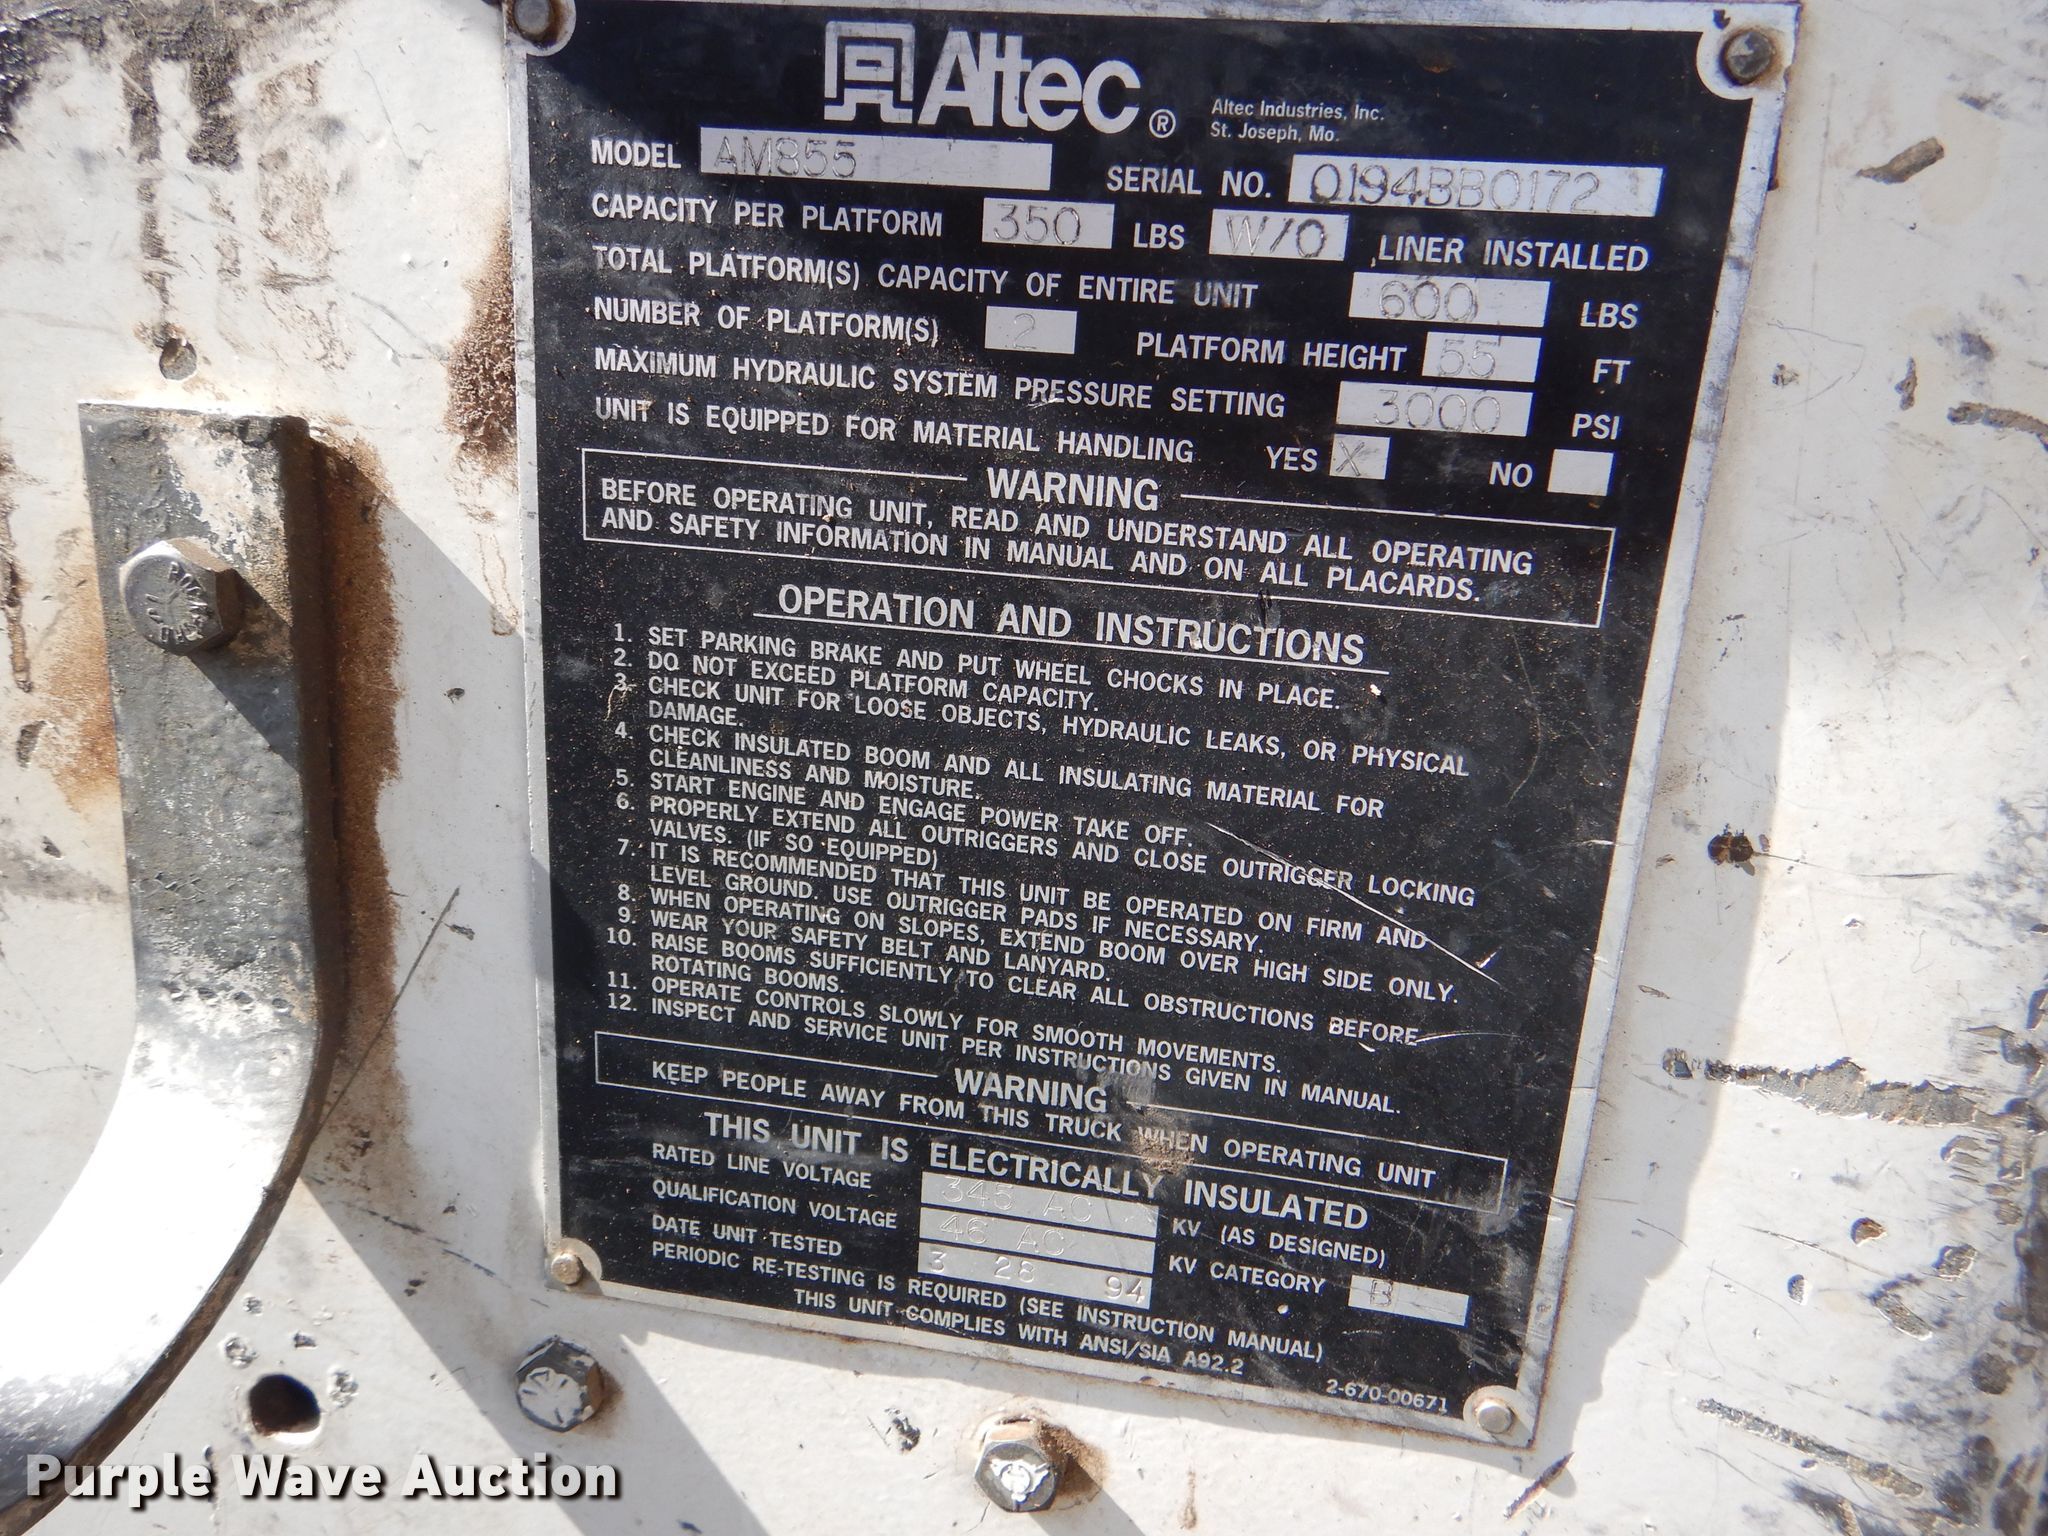 Altec ®
Altec Industries, Inc.
St. Joseph, Mo.
MODEL AM855
SERIAL NO. 0194BB0172
CAPACITY PER PLATFORM 350 LBS W/O LINER INSTALLED
TOTAL PLATFORM(S) CAPACITY OF ENTIRE UNIT 600 LBS
NUMBER OF PLATFORM(S) 2 PLATFORM HEIGHT 55 FT
MAXIMUM HYDRAULIC SYSTEM PRESSURE SETTING 3000 PSI
UNIT IS EQUIPPED FOR MATERIAL HANDLING YES X NO
WARNING
BEFORE OPERATING UNIT, READ AND UNDERSTAND ALL OPERATING
AND SAFETY INFORMATION IN MANUAL AND ON ALL PLACARDS.
OPERATION AND INSTRUCTIONS
1. SET PARKING BRAKE AND PUT WHEEL CHOCKS IN PLACE.
2. DO NOT EXCEED PLATFORM CAPACITY.
3. CHECK UNIT FOR LOOSE OBJECTS, HYDRAULIC LEAKS, OR PHYSICAL
DAMAGE.
4. CHECK INSULATED BOOM AND ALL INSULATING MATERIAL FOR
CLEANLINESS AND MOISTURE.
5. START ENGINE AND ENGAGE POWER TAKE OFF.
6. PROPERLY EXTEND ALL OUTRIGGERS AND CLOSE OUTRIGGER LOCKING
VALVES. (IF SO EQUIPPED)
7. IT IS RECOMMENDED THAT THIS UNIT BE OPERATED ON FIRM AND
LEVEL GROUND. USE OUTRIGGER PADS IF NECESSARY.
8. WHEN OPERATING ON SLOPES, EXTEND BOOM OVER HIGH SIDE ONLY.
9. WEAR YOUR SAFETY BELT AND LANYARD.
10. RAISE BOOMS SUFFICIENTLY TO CLEAR ALL OBSTRUCTIONS BEFORE
ROTATING BOOMS.
11. OPERATE CONTROLS SLOWLY FOR SMOOTH MOVEMENTS.
12. INSPECT AND SERVICE UNIT PER INSTRUCTIONS GIVEN IN MANUAL.
WARNING
KEEP PEOPLE AWAY FROM THIS TRUCK WHEN OPERATING UNIT
THIS UNIT IS ELECTRICALLY INSULATED
RATED LINE VOLTAGE 345 AC KV (AS DESIGNED)
QUALIFICATION VOLTAGE 46 AC KV CATEGORY B
DATE UNIT TESTED 3 28 94
PERIODIC RE-TESTING IS REQUIRED (SEE INSTRUCTION MANUAL)
THIS UNIT COMPLIES WITH ANSI/SIA A92.2
2-670-00671
Purple Wave Auction